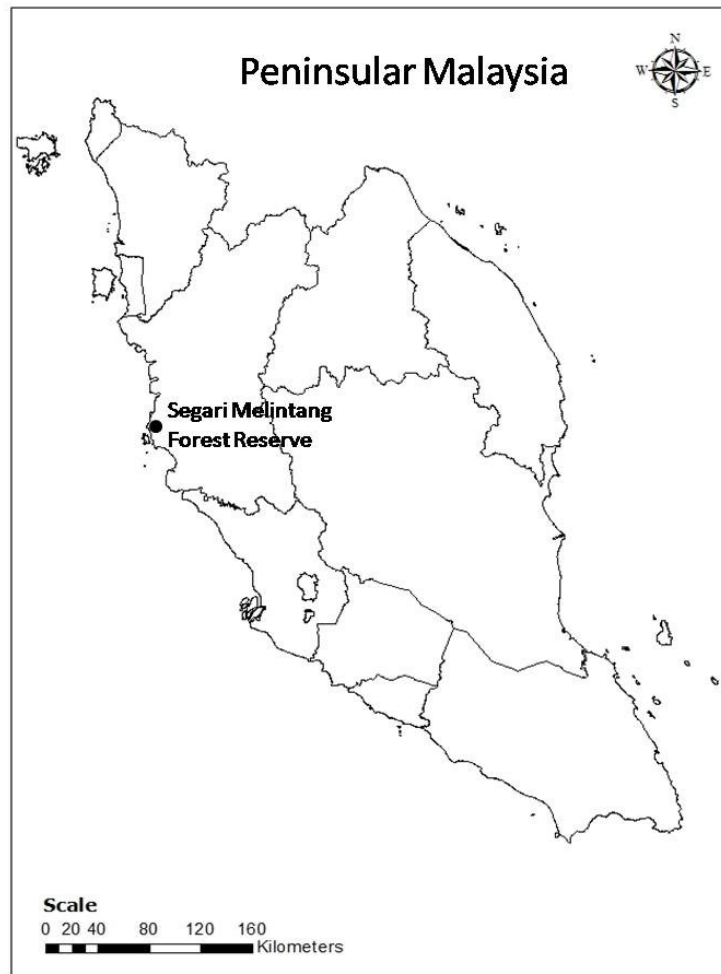 Peninsular Malaysia
N
W E
S
Segari Melintang
Forest Reserve
Scale
0 20 40 80 120 160
Kilometers